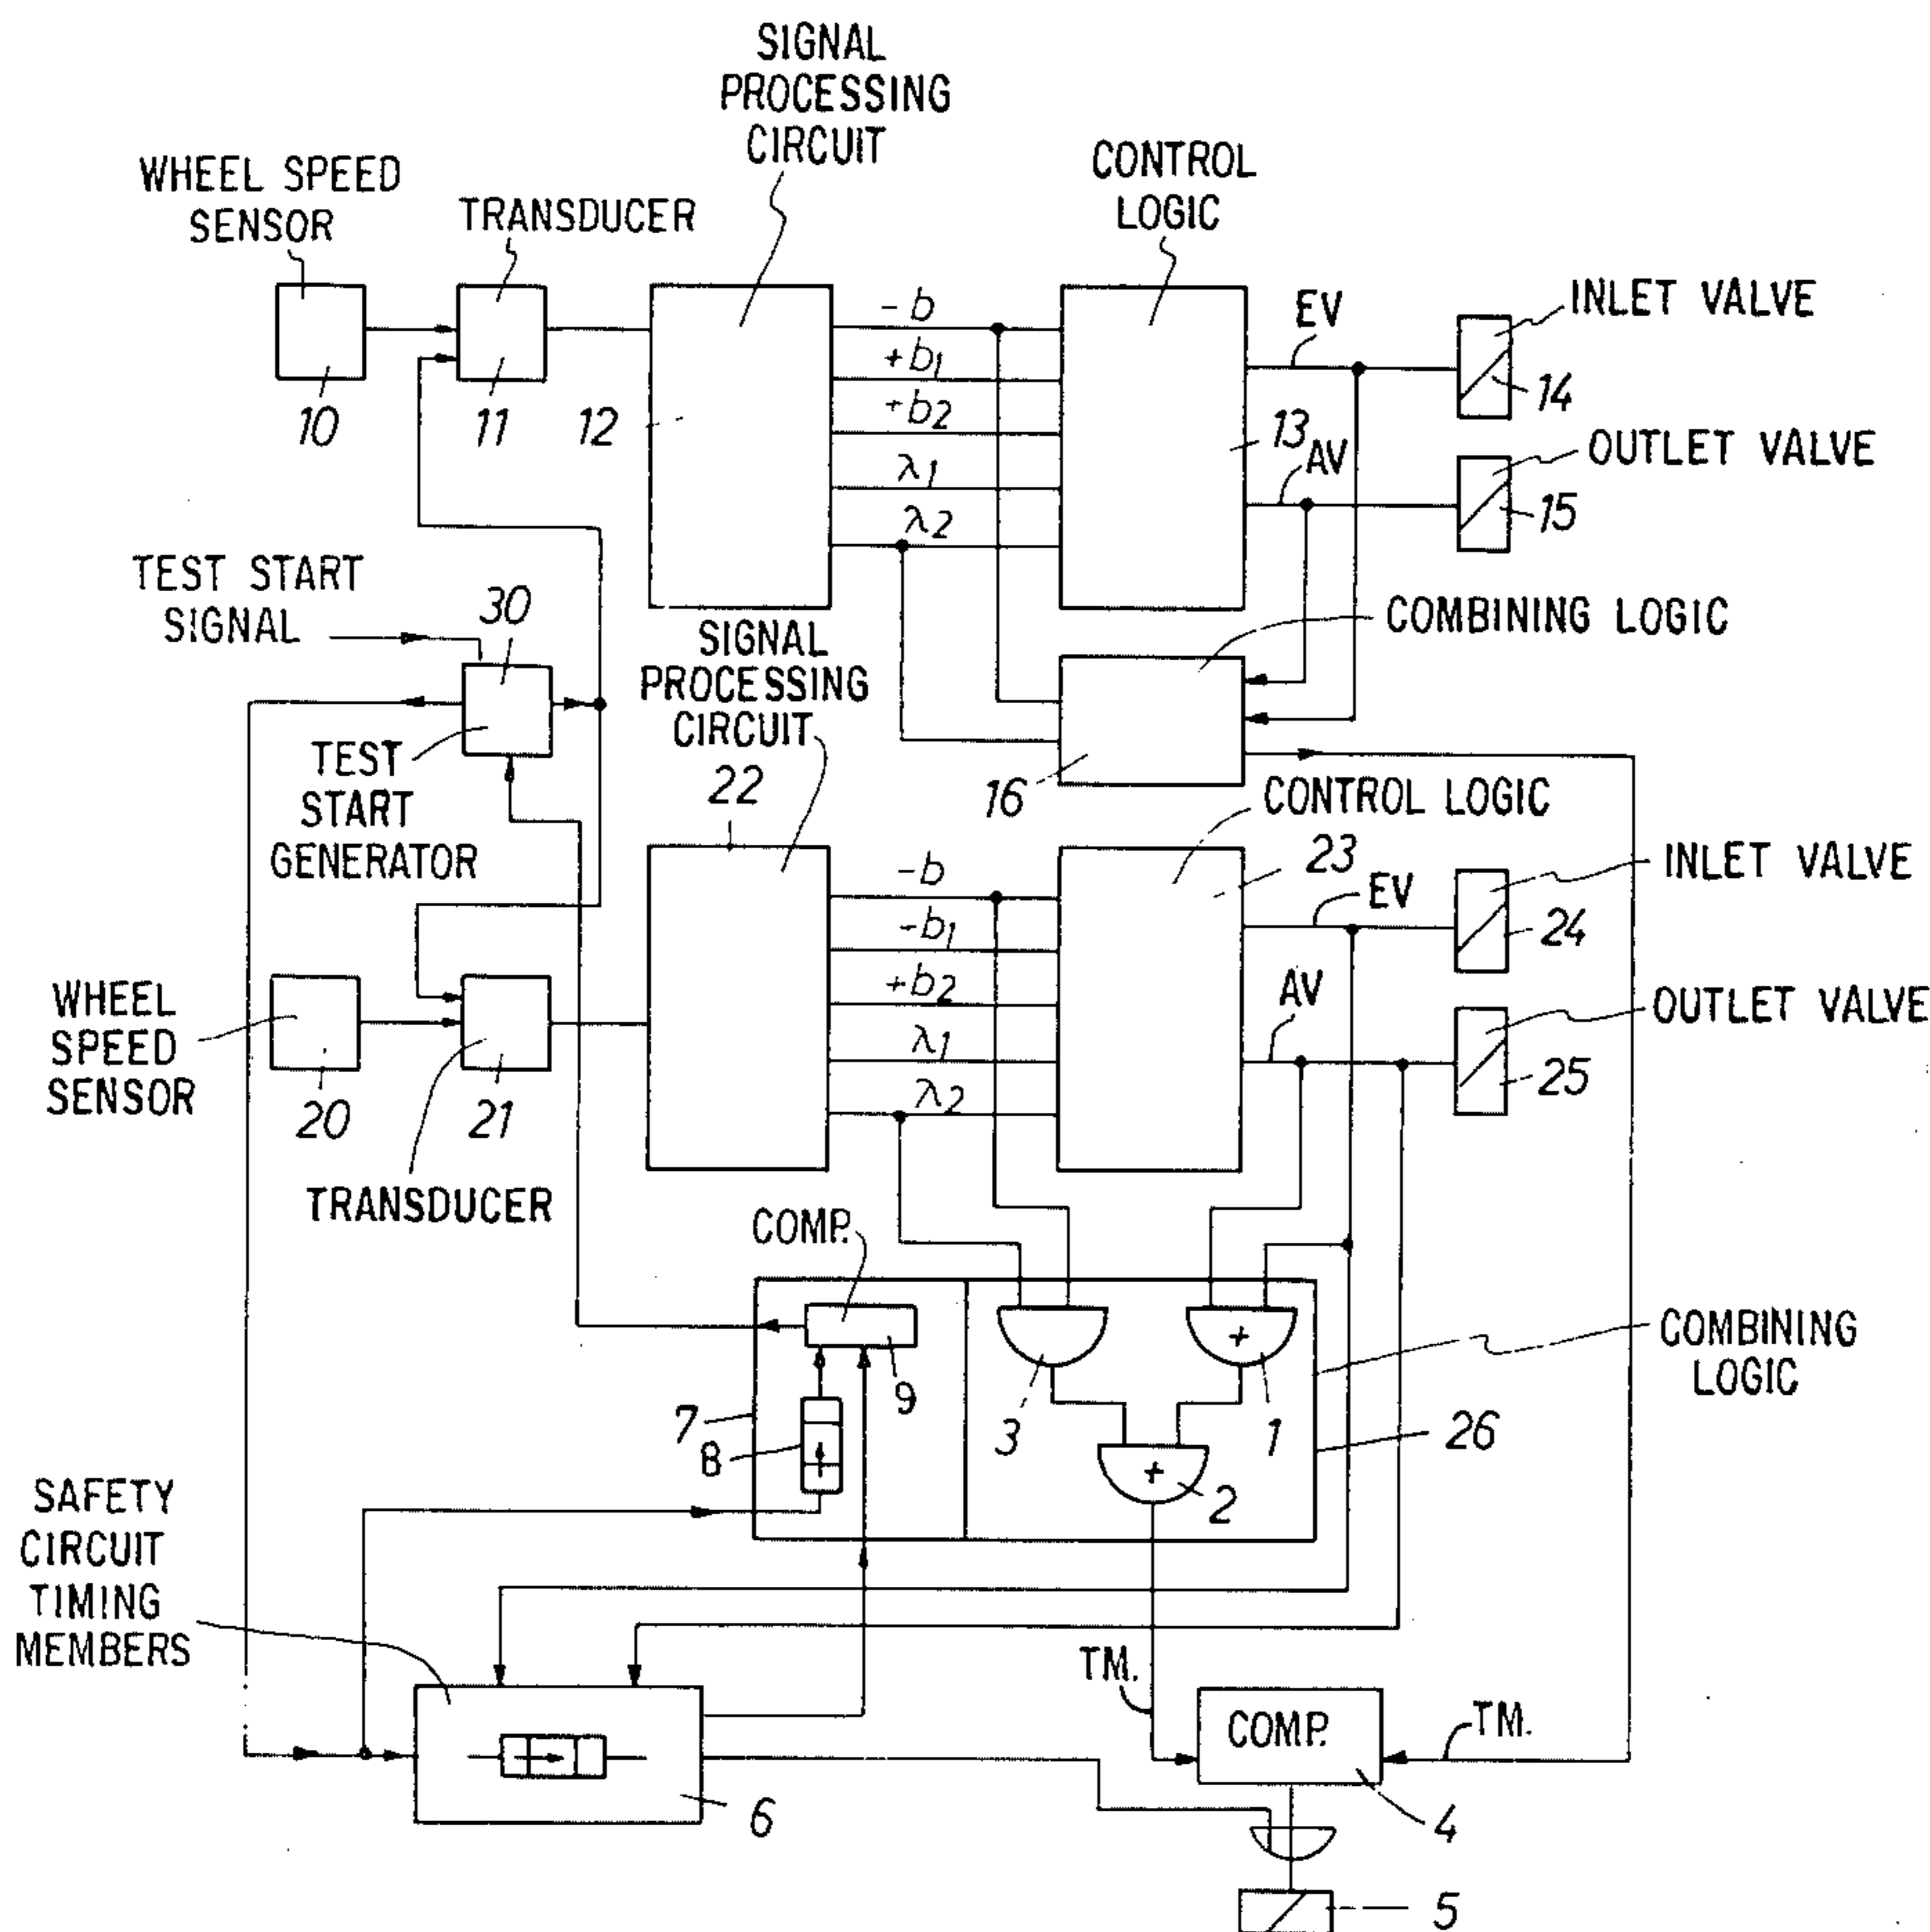 SIGNAL
PROCESSING
CIRCUIT
WHEEL SPEED
SENSOR
TRANSDUCER
CONTROL
LOGIC
10
11
12
- b
+b1
+b2
λ1
λ2
13
EV
AV
INLET VALVE
14
OUTLET VALVE
15
TEST START
SIGNAL
30
TEST
START
GENERATOR
SIGNAL
PROCESSING
CIRCUIT
22
COMBINING LOGIC
16
CONTROL LOGIC
23
-b
-b1
+b2
λ1
λ2
EV
AV
INLET VALVE
24
OUTLET VALVE
25
WHEEL
SPEED
SENSOR
20
21
TRANSDUCER
COMP.
9
7
8
3
+
1
+
2
COMBINING
LOGIC
26
SAFETY
CIRCUIT
TIMING
MEMBERS
6
TM.
COMP.
TM.
4
5